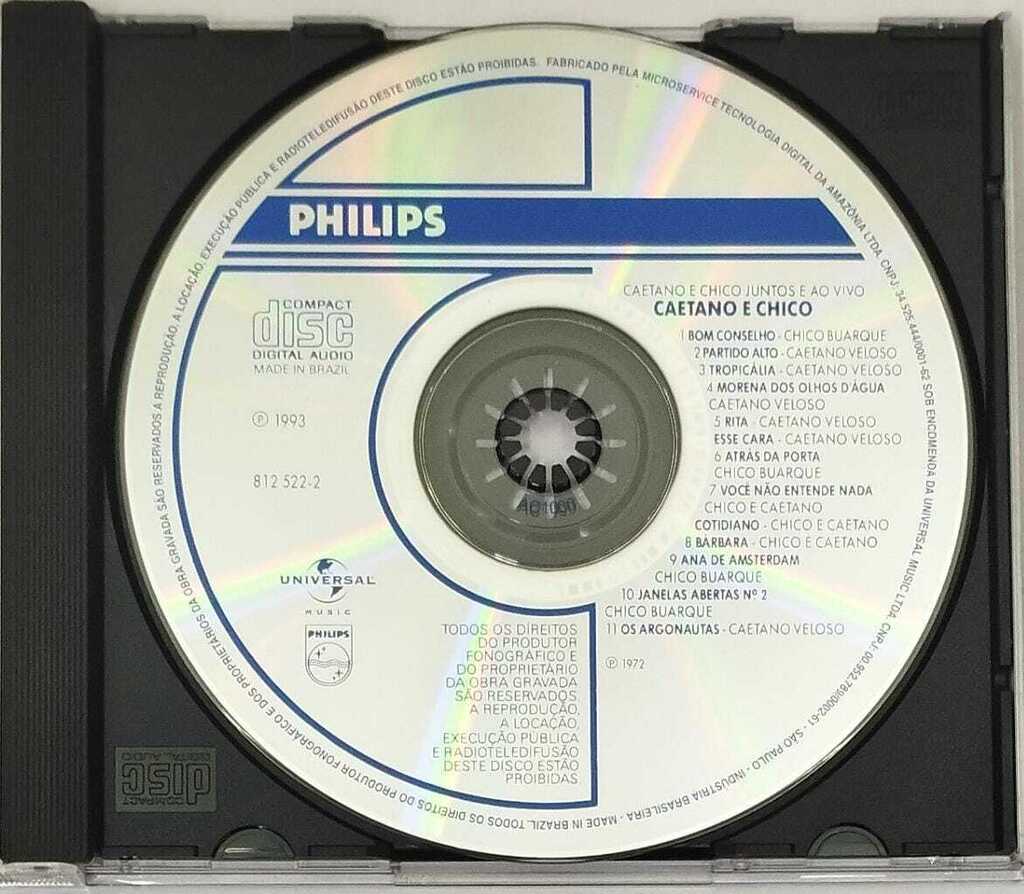 TODOS OS DIREITOS DO PRODUTOR FONOGRÁFICO E DOS PROPRIETÁRIOS DA OBRA GRAVADA SÃO RESERVADOS A REPRODUÇÃO, A LOCAÇÃO, EXECUÇÃO PÚBLICA E RADIOTELEDIFUSÃO DESTE DISCO ESTÃO PROIBIDAS. FABRICADO PELA MICROSERVICE TECNOLOGIA DIGITAL DA AMAZÔNIA LTDA. CNPJ: 34.525.444/0001-62 SOB ENCOMENDA DA UNIVERSAL MUSIC LTDA. CNPJ: 00.952.789/0002-61 - SÃO PAULO - INDÚSTRIA BRASILEIRA - MADE IN BRAZIL.
PHILIPS
COMPACT
disc
DIGITAL AUDIO
MADE IN BRAZIL
℗ 1993
812 522-2
UNIVERSAL
MUSIC
PHILIPS
CAETANO E CHICO JUNTOS E AO VIVO
CAETANO E CHICO
1 BOM CONSELHO - CHICO BUARQUE
2 PARTIDO ALTO - CAETANO VELOSO
3 TROPICÁLIA - CAETANO VELOSO
4 MORENA DOS OLHOS D'ÁGUA
CAETANO VELOSO
5 RITA - CAETANO VELOSO
ESSE CARA - CAETANO VELOSO
6 ATRÁS DA PORTA
CHICO BUARQUE
7 VOCÊ NÃO ENTENDE NADA
CHICO E CAETANO
COTIDIANO - CHICO E CAETANO
8 BÁRBARA - CHICO E CAETANO
9 ANA DE AMSTERDAM
CHICO BUARQUE
10 JANELAS ABERTAS Nº 2
CHICO BUARQUE
11 OS ARGONAUTAS - CAETANO VELOSO
℗ 1972
TODOS OS DIREITOS
DO PRODUTOR
FONOGRÁFICO E
DO PROPRIETÁRIO
DA OBRA GRAVADA
SÃO RESERVADOS.
A REPRODUÇÃO,
A LOCAÇÃO,
EXECUÇÃO PÚBLICA
E RADIOTELEDIFUSÃO
DESTE DISCO ESTÃO
PROIBIDAS.
COMPACT
disc
DIGITAL AUDIO